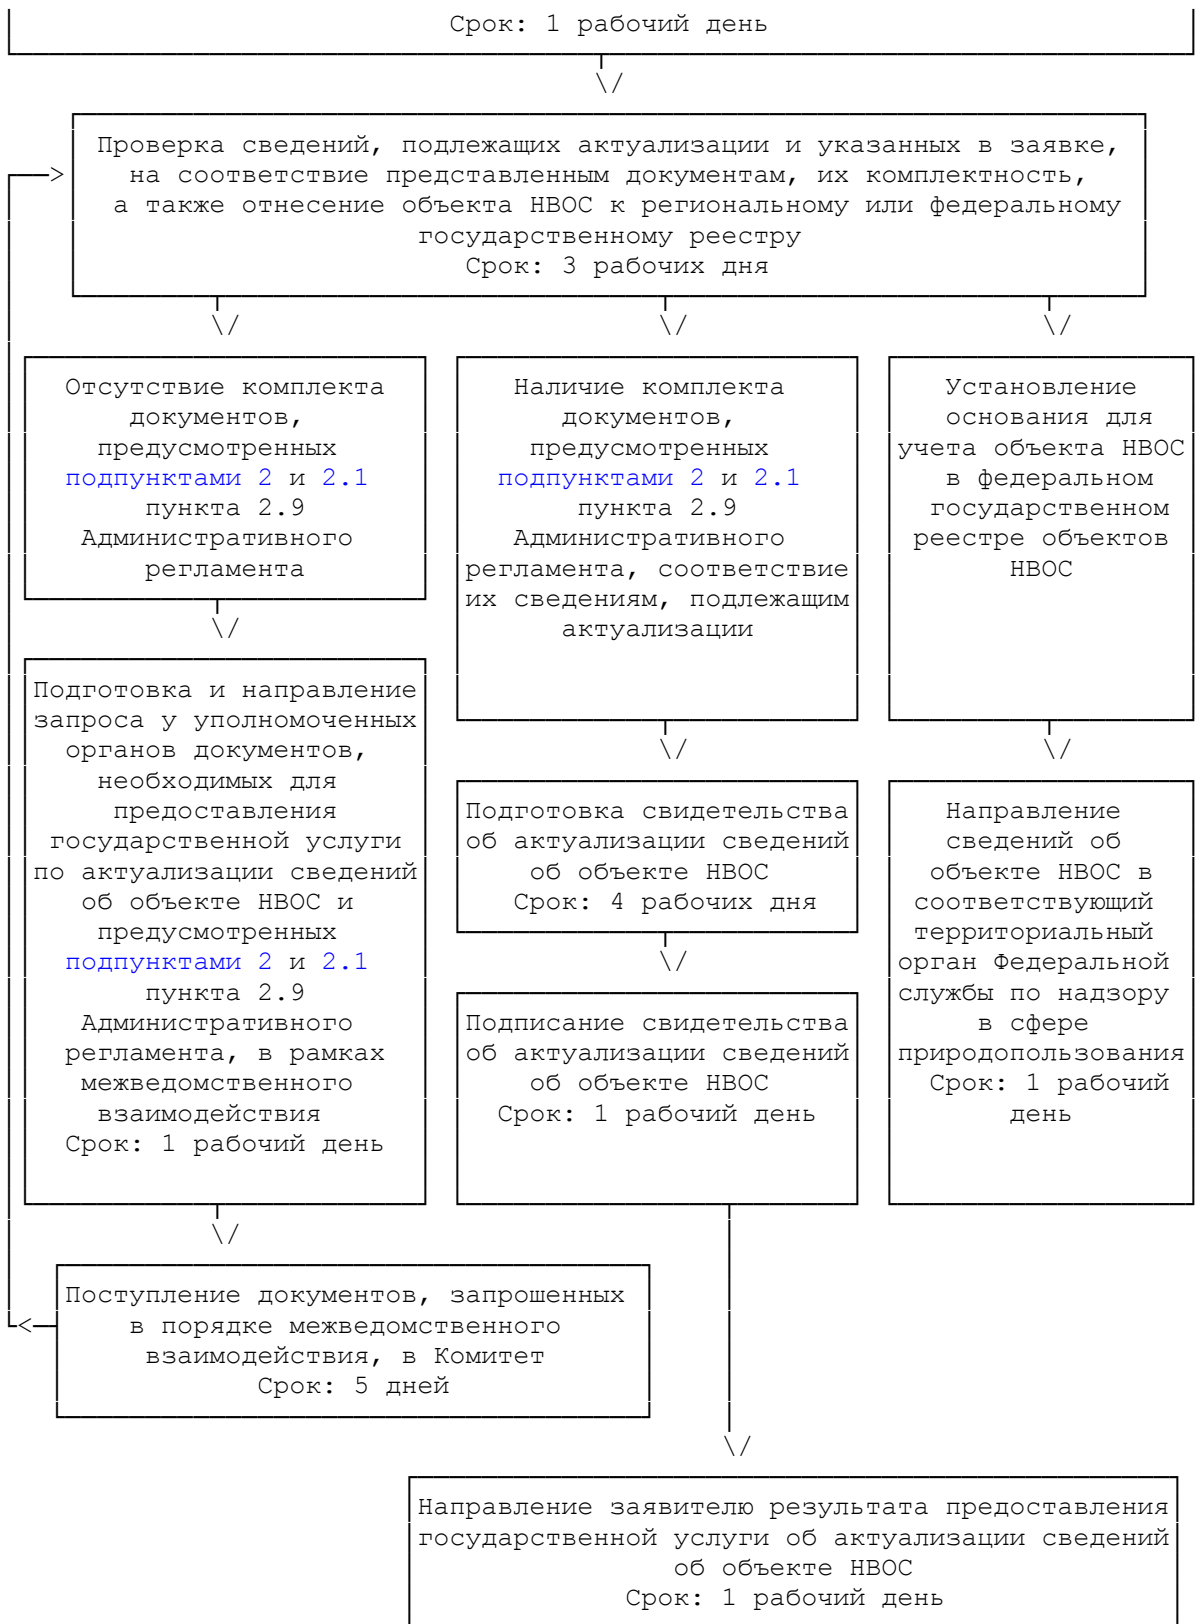 Срок: 1 рабочий день
Проверка сведений, подлежащих актуализации и указанных в заявке,
на соответствие представленным документам, их комплектность,
а также отнесение объекта НВОС к региональному или федеральному
государственному реестру
Срок: 3 рабочих дня
Отсутствие комплекта
документов,
предусмотренных
подпунктами 2 и 2.1
пункта 2.9
Административного
регламента
Наличие комплекта
документов,
предусмотренных
подпунктами 2 и 2.1
пункта 2.9
Административного
регламента, соответствие
их сведениям, подлежащим
актуализации
Установление
основания для
учета объекта НВОС
в федеральном
государственном
реестре объектов
НВОС
Подготовка и направление
запроса у уполномоченных
органов документов,
необходимых для
предоставления
государственной услуги
по актуализации сведений
об объекте НВОС и
предусмотренных
подпунктами 2 и 2.1
пункта 2.9
Административного
регламента, в рамках
межведомственного
взаимодействия
Срок: 1 рабочий день
Подготовка свидетельства
об актуализации сведений
об объекте НВОС
Срок: 4 рабочих дня
Подписание свидетельства
об актуализации сведений
об объекте НВОС
Срок: 1 рабочий день
Направление
сведений об
объекте НВОС в
соответствующий
территориальный
орган Федеральной
службы по надзору
в сфере
природопользования
Срок: 1 рабочий
день
Поступление документов, запрошенных
в порядке межведомственного
взаимодействия, в Комитет
Срок: 5 дней
Направление заявителю результата предоставления
государственной услуги об актуализации сведений
об объекте НВОС
Срок: 1 рабочий день